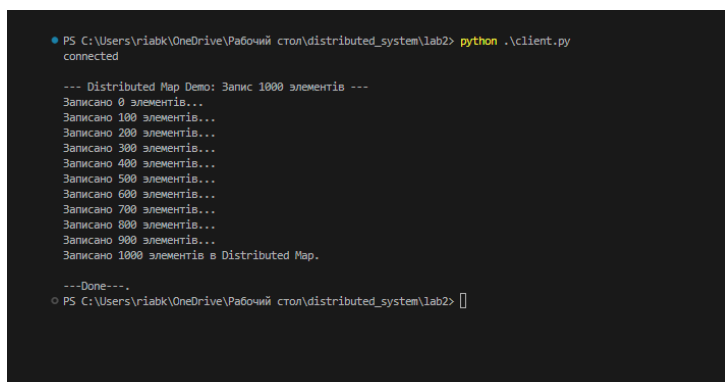 PS C:\Users\riabk\OneDrive\Рабочий стол\distributed_system\lab2> python .\client.py
connected
--- Distributed Map Demo: Запис 1000 элементів ---
Записано 0 элементів...
Записано 100 элементів...
Записано 200 элементів...
Записано 300 элементів...
Записано 400 элементів...
Записано 500 элементів...
Записано 600 элементів...
Записано 700 элементів...
Записано 800 элементів...
Записано 900 элементів...
Записано 1000 элементів в Distributed Map.
---Done---.
PS C:\Users\riabk\OneDrive\Рабочий стол\distributed_system\lab2>